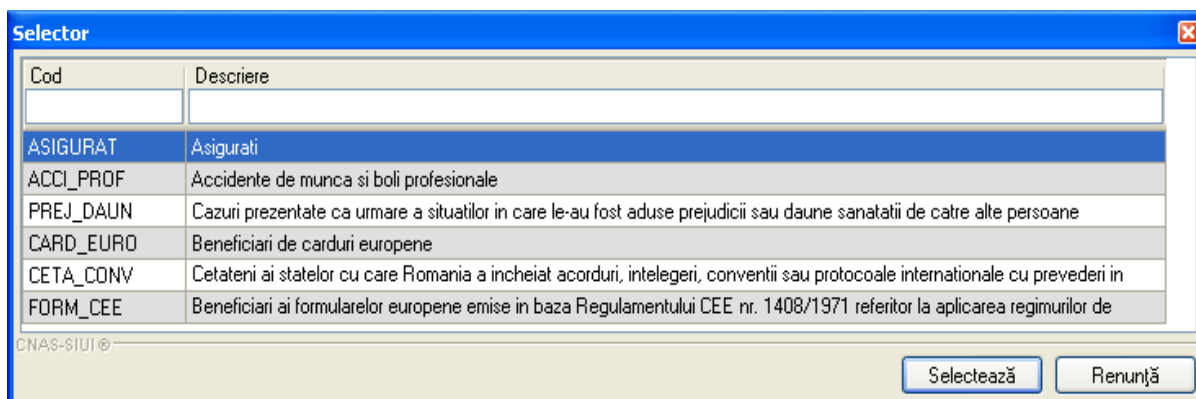 Selector
Cod Descriere
ASIGURAT Asigurati
ACCI_PROF Accidente de munca si boli profesionale
PREJ_DAUN Cazuri prezentate ca urmare a situatilor in care le-au fost aduse prejudicii sau daune sanatatii de catre alte persoane
CARD_EURO Beneficiari de carduri europene
CETA_CONV Cetateni ai statelor cu care Romania a incheiat acorduri, intelegeri, conventii sau protocoale internationale cu prevederi in
FORM_CEE Beneficiari ai formularelor europene emise in baza Regulamentului CEE nr. 1408/1971 referitor la aplicarea regimurilor de
CNAS-SIUI ®
Selectează Renunţă